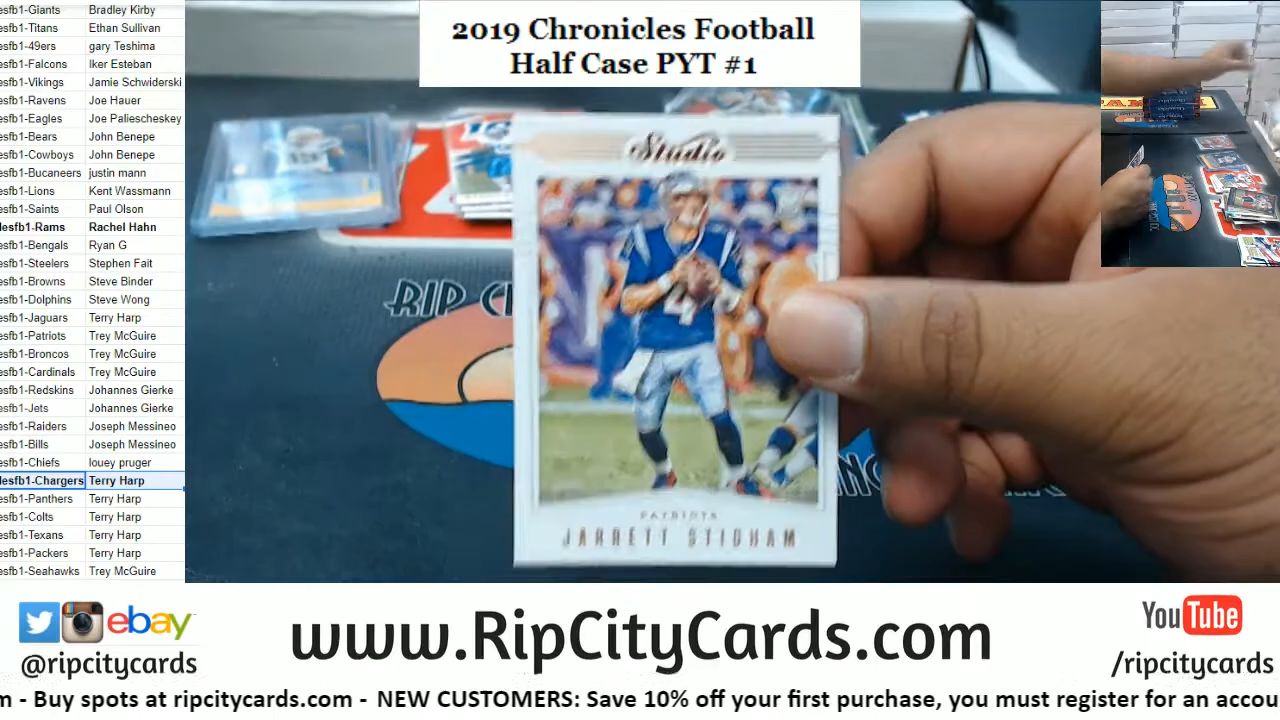 2019 Chronicles Football
Half Case PYT #1
esfb1-Giants Bradley Kirby
esfb1-Titans Ethan Sullivan
esfb1-49ers gary Teshima
esfb1-Falcons Iker Esteban
esfb1-Vikings Jamie Schwiderski
esfb1-Ravens Joe Hauer
esfb1-Eagles Joe Paliescheskey
esfb1-Bears John Benepe
esfb1-Cowboys John Benepe
esfb1-Bucaneers justin mann
esfb1-Lions Kent Wassmann
esfb1-Saints Paul Olson
lesfb1-Rams Rachel Hahn
esfb1-Bengals Ryan G
esfb1-Steelers Stephen Fait
esfb1-Browns Steve Binder
esfb1-Dolphins Steve Wong
esfb1-Jaguars Terry Harp
esfb1-Patriots Trey McGuire
esfb1-Broncos Trey McGuire
esfb1-Cardinals Trey McGuire
esfb1-Redskins Johannes Gierke
esfb1-Jets Johannes Gierke
esfb1-Raiders Joseph Messineo
esfb1-Bills Joseph Messineo
esfb1-Chiefs louey pruger
lesfb1-Chargers Terry Harp
esfb1-Panthers Terry Harp
esfb1-Colts Terry Harp
esfb1-Texans Terry Harp
esfb1-Packers Terry Harp
esfb1-Seahawks Trey McGuire
Studio
4
PATRIOTS
JARRETT STIDHAM
RIP
ebay
@ripcitycards
www.RipCityCards.com
YouTube
/ripcitycards
m - Buy spots at ripcitycards.com - NEW CUSTOMERS: Save 10% off your first purchase, you must register for an accou